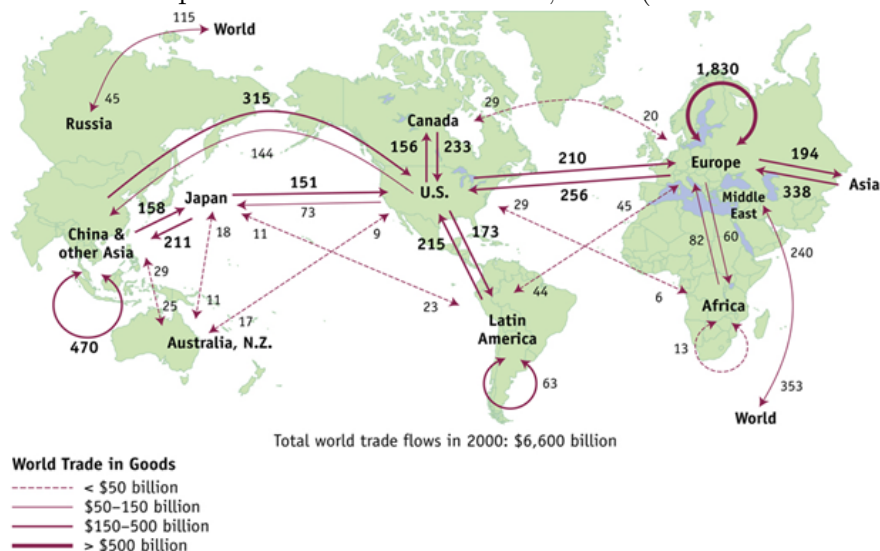 115
World
45
Russia
315
144
Canada
29
156
233
20
1,830
210
Europe
194
256
338
Asia
U.S.
Japan
151
73
158
211
China &
other Asia
18
11
9
215
173
29
45
Middle
East
82
60
240
29
25
11
17
470
Australia, N.Z.
23
44
6
Africa
Latin
America
63
13
353
World
Total world trade flows in 2000: $6,600 billion
World Trade in Goods
< $50 billion
$50–150 billion
$150–500 billion
> $500 billion